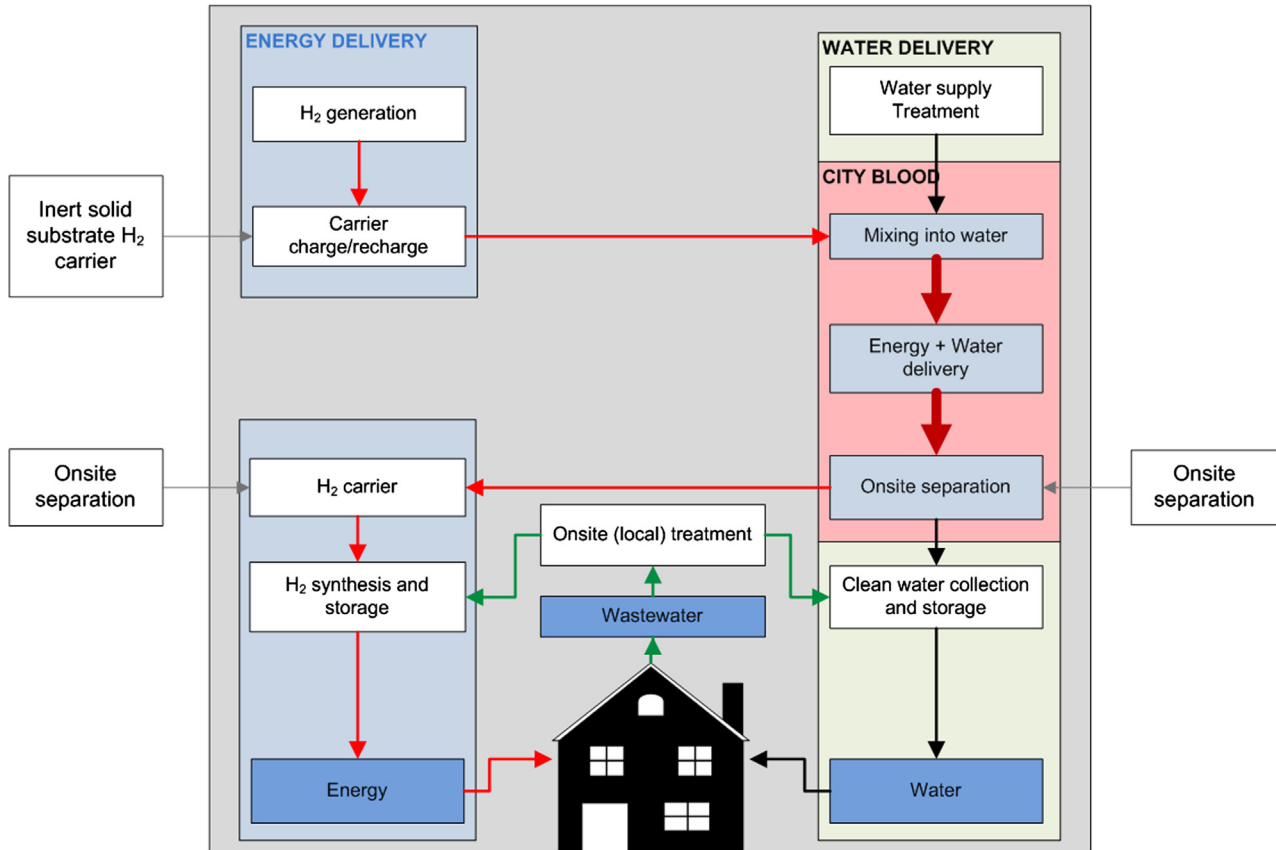 ENERGY DELIVERY
H₂ generation
Carrier
charge/recharge
Inert solid
substrate H₂
carrier
WATER DELIVERY
Water supply
Treatment
CITY BLOOD
Mixing into water
Energy + Water
delivery
Onsite separation
Onsite
separation
Onsite
separation
H₂ carrier
H₂ synthesis and
storage
Energy
Onsite (local) treatment
Wastewater
Clean water collection
and storage
Water